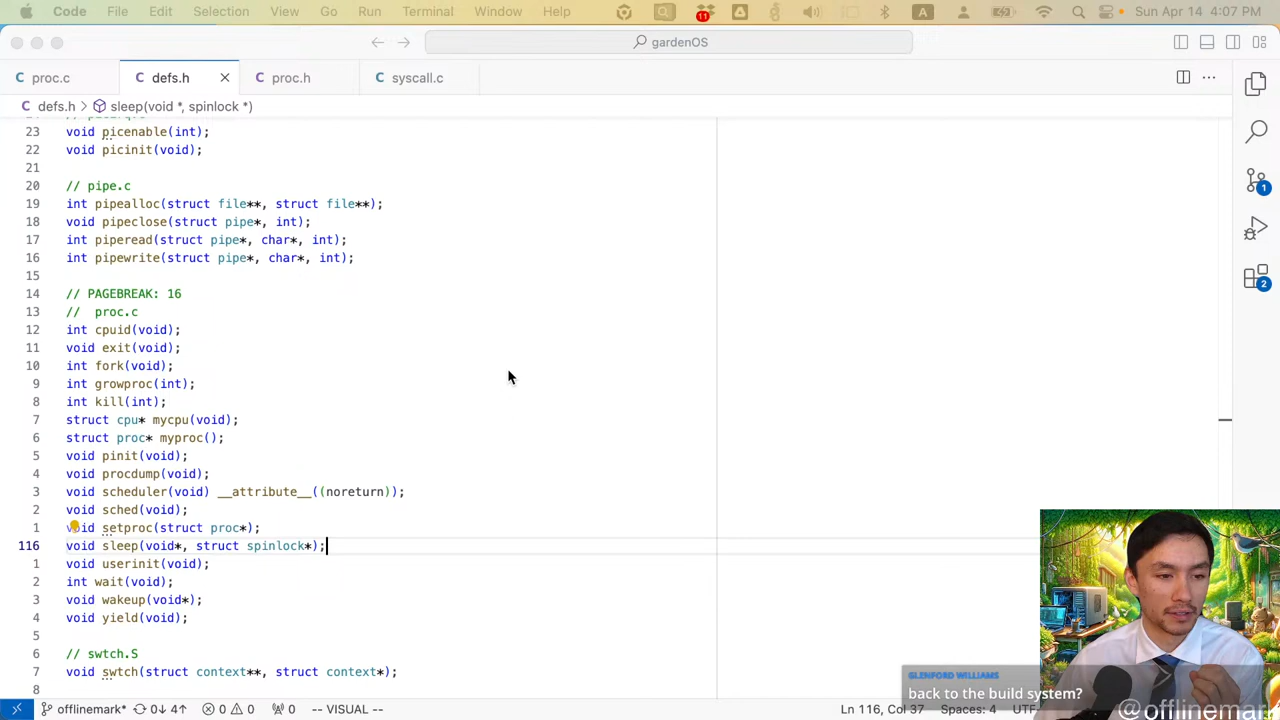 Code File Edit Selection View Go Run Terminal Window Help 11 A Sun Apr 14 4:07 PM
gardenOS
C proc.c C defs.h C proc.h C syscall.c
C defs.h > sleep(void *, spinlock *)
23 void picenable(int);
22 void picinit(void);
21
20 // pipe.c
19 int pipealloc(struct file**, struct file**);
18 void pipeclose(struct pipe*, int);
17 int piperead(struct pipe*, char*, int);
16 int pipewrite(struct pipe*, char*, int);
15
14 // PAGEBREAK: 16
13 //  proc.c
12 int cpuid(void);
11 void exit(void);
10 int fork(void);
9 int growproc(int);
8 int kill(int);
7 struct cpu* mycpu(void);
6 struct proc* myproc();
5 void pinit(void);
4 void procdump(void);
3 void scheduler(void) __attribute__((noreturn));
2 void sched(void);
1 void setproc(struct proc*);
116 void sleep(void*, struct spinlock*);
1 void userinit(void);
2 int wait(void);
3 void wakeup(void*);
4 void yield(void);
5
6 // swtch.S
7 void swtch(struct context**, struct context*);
8
1
2
GLENFORD WILLIAMS
back to the build system?
@offlinemark
offlinemark 0↓ 4↑ 0 0 0 -- VISUAL -- Ln 116, Col 37 Spaces: 4